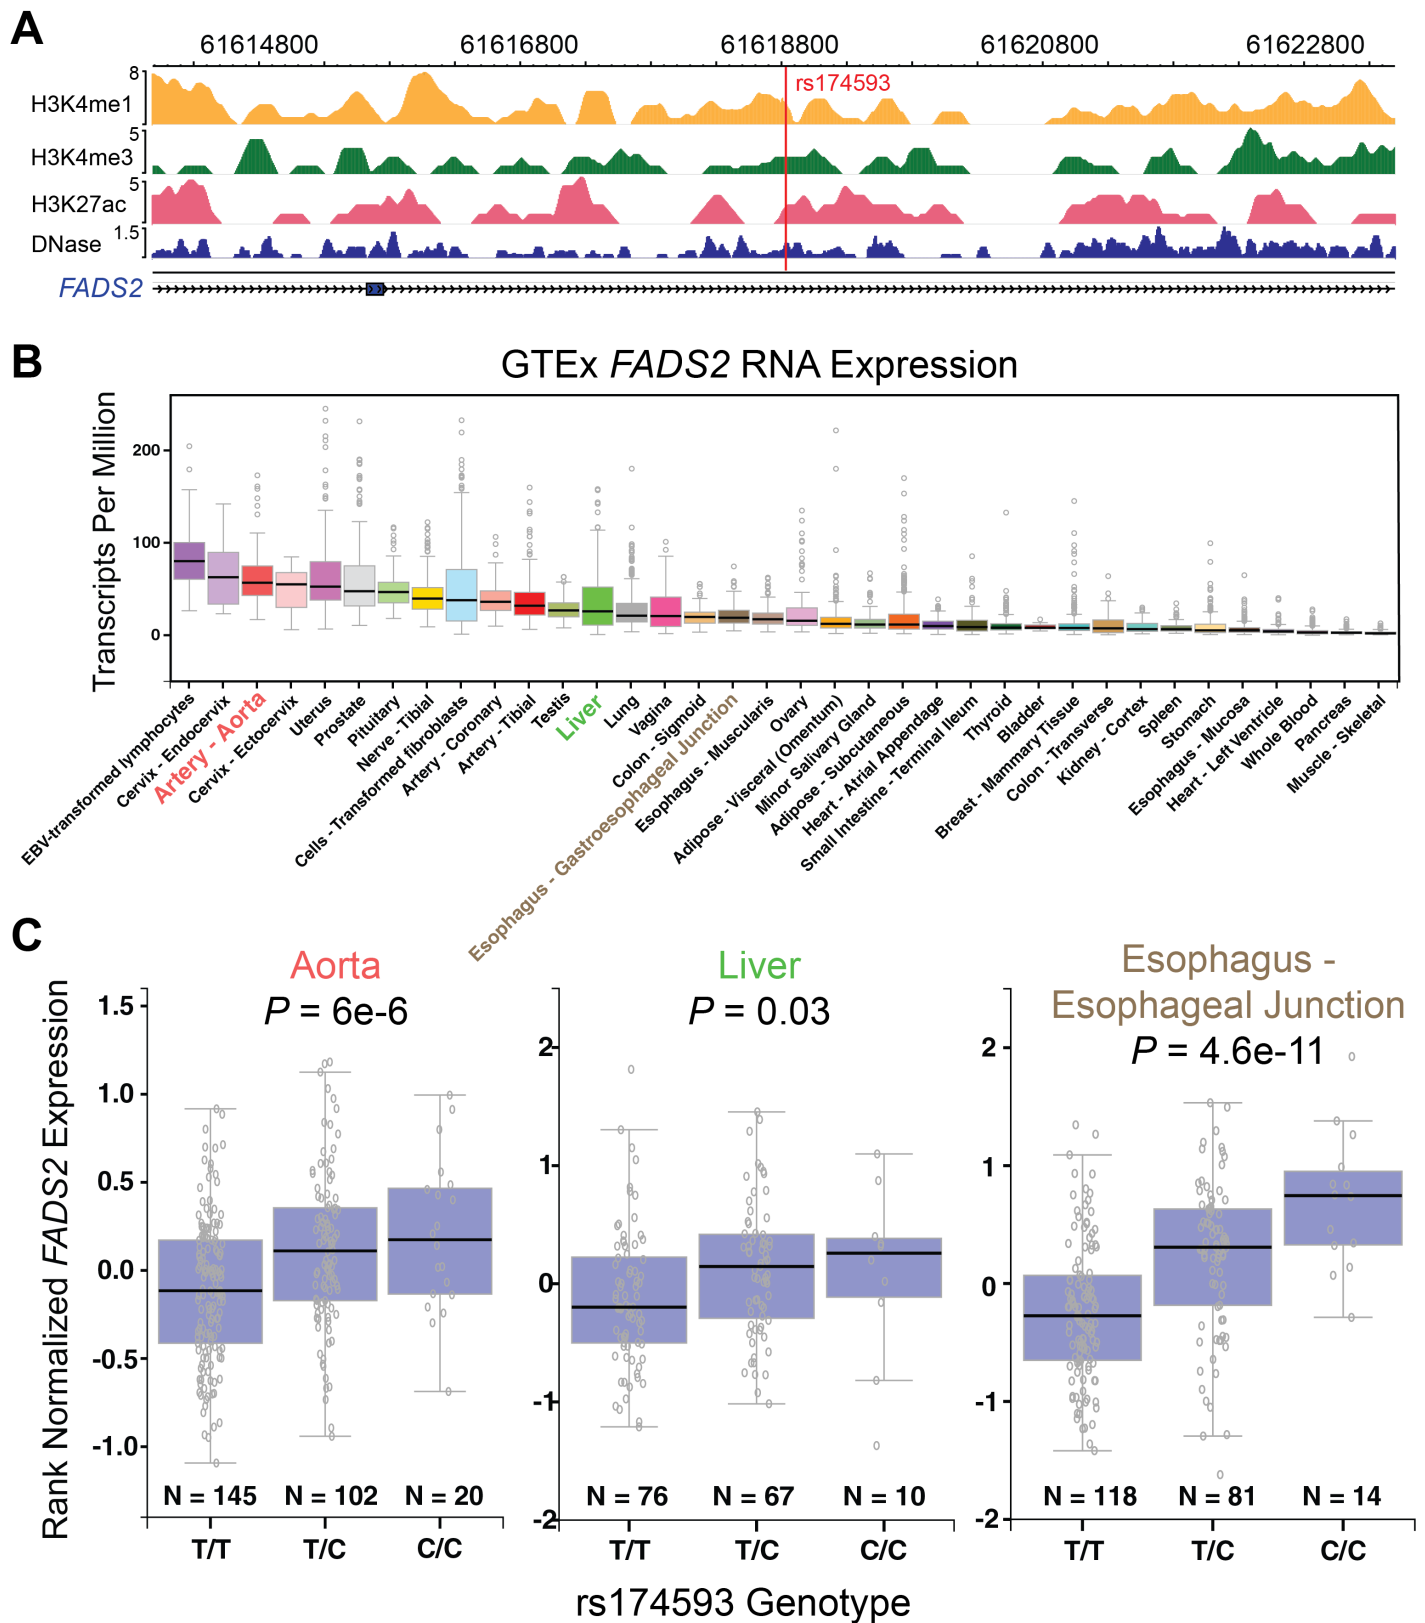 A
61614800 61616800 61618800 61620800 61622800
rs174593
8
H3K4me1
5
H3K4me3
5
H3K27ac
1.5
DNase
FADS2
B
GTEx FADS2 RNA Expression
Transcripts Per Million
200
100
0
EBV-transformed lymphocytes
Cervix - Endocervix
Artery - Aorta
Cervix - Ectocervix
Uterus
Prostate
Pituitary
Nerve - Tibial
Cells - Transformed fibroblasts
Artery - Coronary
Artery - Tibial
Testis
Liver
Lung
Vagina
Colon - Sigmoid
Esophagus - Gastroesophageal Junction
Esophagus - Muscularis
Ovary
Adipose - Visceral (Omentum)
Minor Salivary Gland
Adipose - Subcutaneous
Heart - Atrial Appendage
Small Intestine - Terminal Ileum
Thyroid
Bladder
Breast - Mammary Tissue
Colon - Transverse
Kidney - Cortex
Spleen
Stomach
Esophagus - Mucosa
Heart - Left Ventricle
Whole Blood
Pancreas
Muscle - Skeletal
C
Rank Normalized FADS2 Expression
Aorta
P = 6e-6
1.5
1.0
0.5
0.0
-0.5
-1.0
N = 145 N = 102 N = 20
T/T T/C C/C
Liver
P = 0.03
2
1
0
-1
-2
N = 76 N = 67 N = 10
T/T T/C C/C
Esophagus -
Esophageal Junction
P = 4.6e-11
2
1
0
-1
-2
N = 118 N = 81 N = 14
T/T T/C C/C
rs174593 Genotype